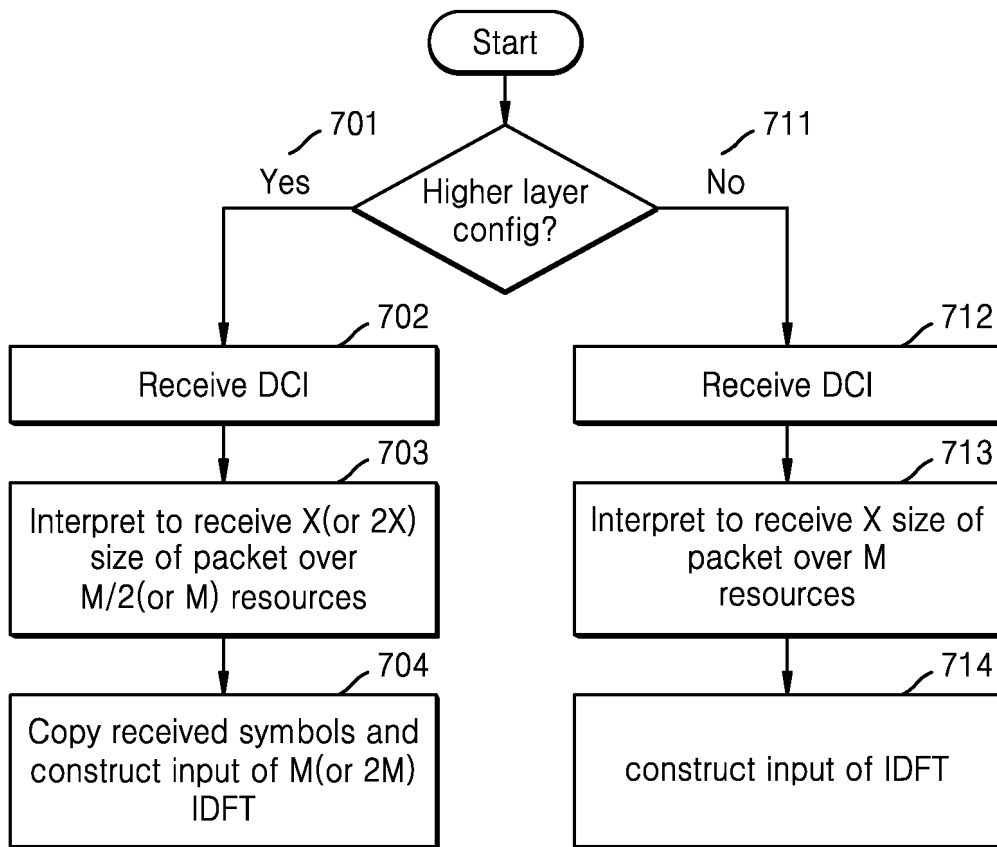 Start
701
711
Yes
No
Higher layer
config?
702
712
Receive DCI
Receive DCI
703
713
Interpret to receive X(or 2X)
size of packet over
M/2(or M) resources
Interpret to receive X size of
packet over M
resources
704
714
Copy received symbols and
construct input of M(or 2M)
IDFT
construct input of IDFT